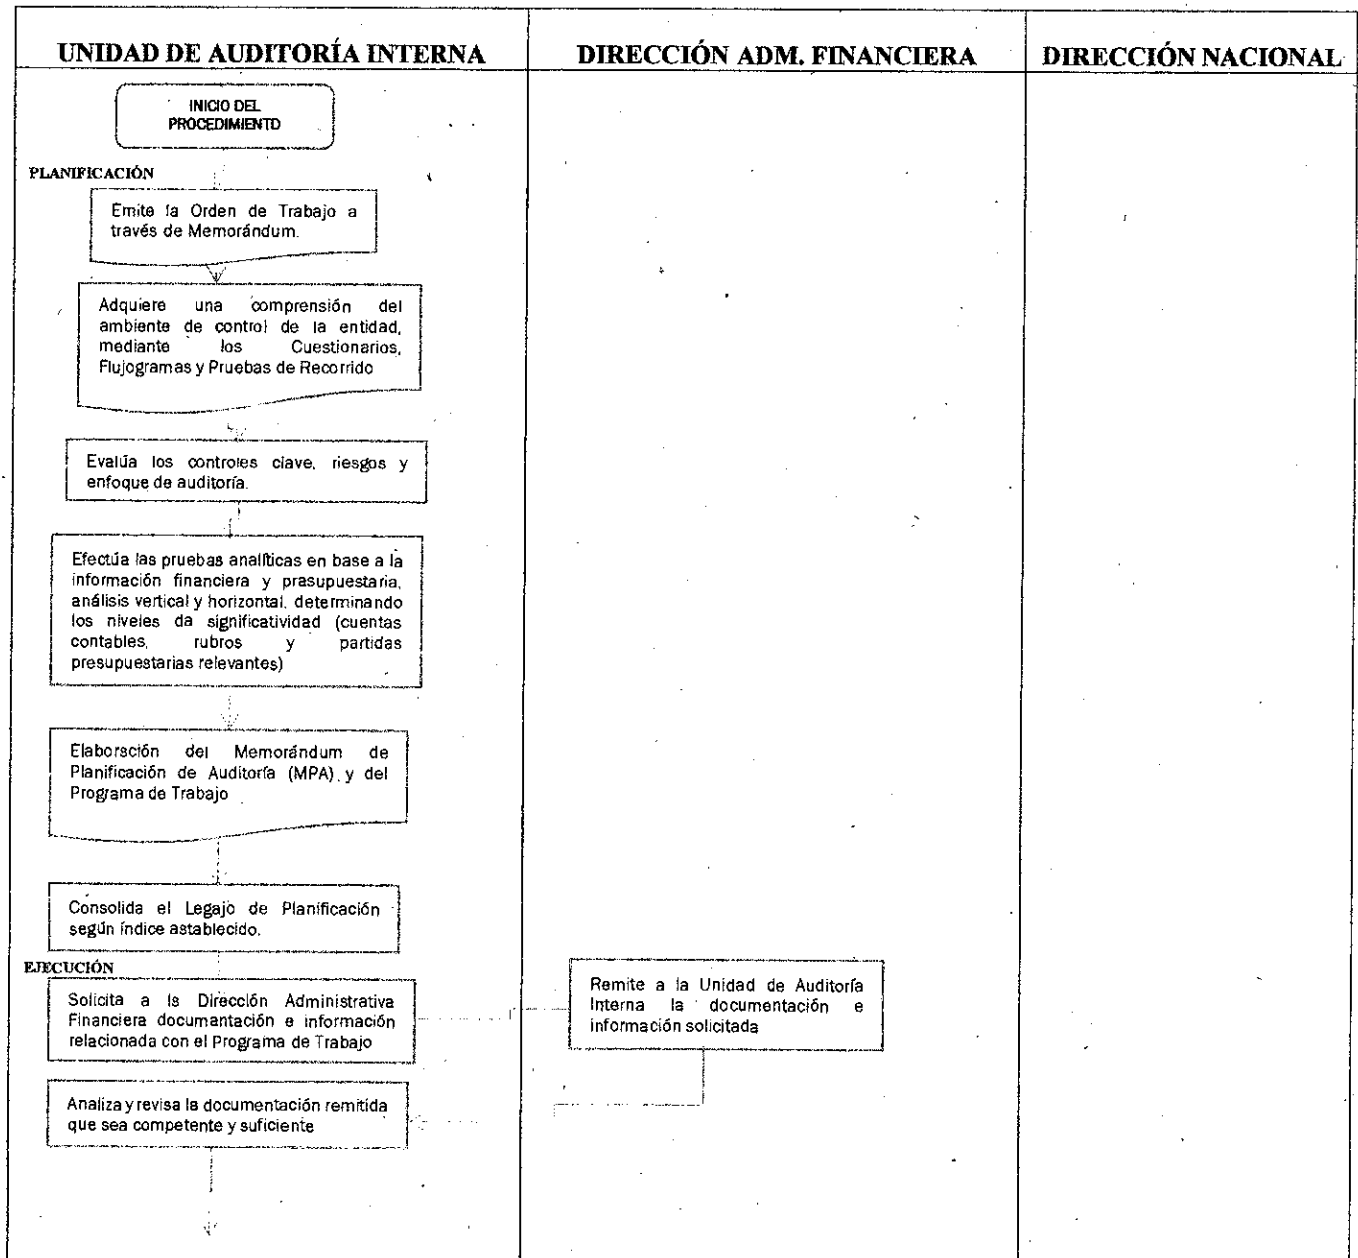 UNIDAD DE AUDITORÍA INTERNA
DIRECCIÓN ADM. FINANCIERA
DIRECCIÓN NACIONAL
INICIO DEL
PROCEDIMIENTO
PLANIFICACIÓN
Emite la Orden de Trabajo a
través de Memorándum.
Adquiere una comprensión del
ambiente de control de la entidad,
mediante los Cuestionarios,
Flujogramas y Pruebas de Recorrido
Evalúa los controles clave, riesgos y
enfoque de auditoría.
Efectúa las pruebas analíticas en base a la
información financiera y prasupuestaria,
análisis vertical y horizontal, determinando
los niveles da significatividad (cuentas
contables, rubros y partidas
presupuestarias relevantes)
Elaboración del Memorándum de
Planificación de Auditoría (MPA) y del
Programa de Trabajo
Consolida el Legajo de Planificación
según índice astablecido.
EJECUCIÓN
Solicita a la Dirección Administrativa
Financiera documantación e información
relacionada con el Programa de Trabajo
Remite a la Unidad de Auditoría
Interna la documentación e
información solicitada
Analiza y revisa la documentación remitida
que sea competente y suficiente